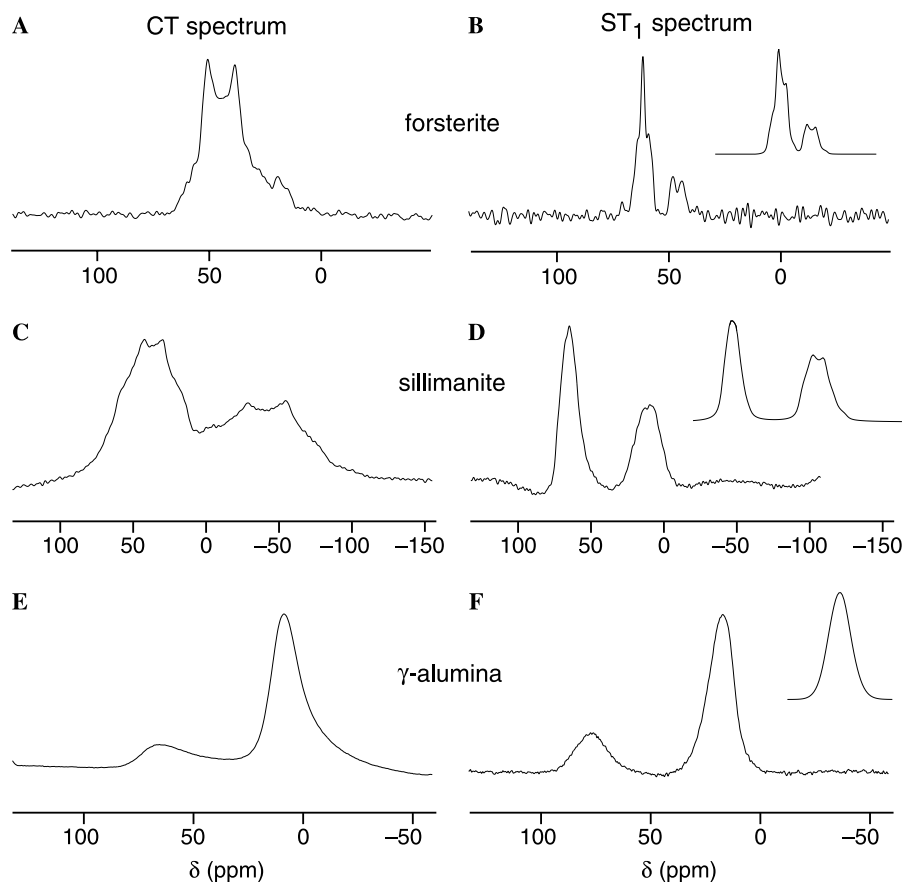 A CT spectrum
B ST1 spectrum
forsterite
100 50 0
100 50 0
C
D
sillimanite
100 50 0 −50 −100 −150
100 50 0 −50 −100 −150
E
F
γ-alumina
100 50 0 −50
100 50 0 −50
δ (ppm)
δ (ppm)